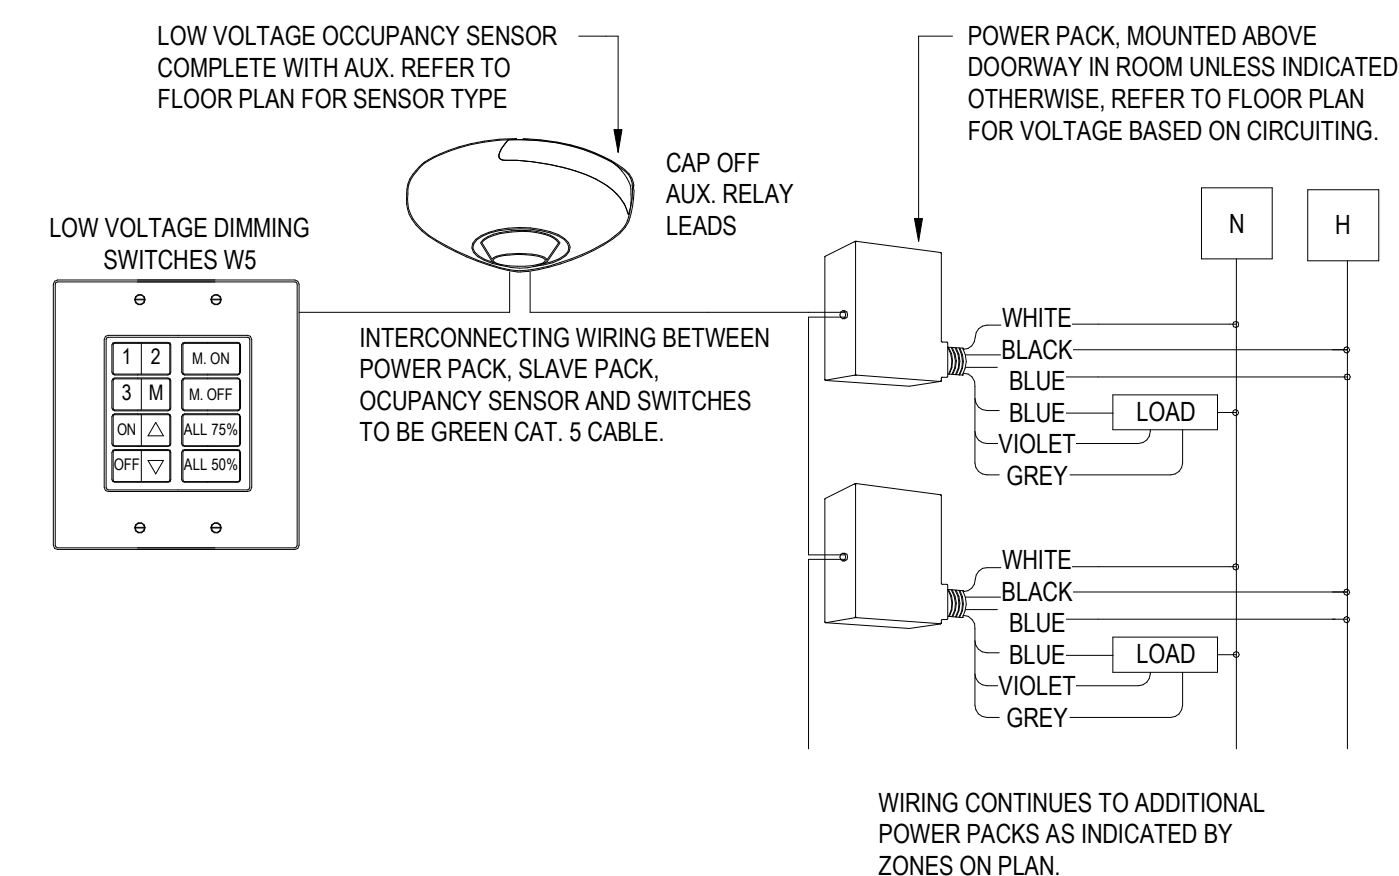 LOW VOLTAGE OCCUPANCY SENSOR
COMPLETE WITH AUX. REFER TO
FLOOR PLAN FOR SENSOR TYPE
POWER PACK, MOUNTED ABOVE
DOORWAY IN ROOM UNLESS INDICATED
OTHERWISE, REFER TO FLOOR PLAN
FOR VOLTAGE BASED ON CIRCUITING.
CAP OFF
AUX. RELAY
LEADS
LOW VOLTAGE DIMMING
SWITCHES W5
N
H
1 2 M. ON
3 M M. OFF
ON ALL 75%
OFF ALL 50%
INTERCONNECTING WIRING BETWEEN
POWER PACK, SLAVE PACK,
OCUPANCY SENSOR AND SWITCHES
TO BE GREEN CAT. 5 CABLE.
WHITE
BLACK
BLUE
BLUE LOAD
VIOLET
GREY
WHITE
BLACK
BLUE
BLUE LOAD
VIOLET
GREY
WIRING CONTINUES TO ADDITIONAL
POWER PACKS AS INDICATED BY
ZONES ON PLAN.